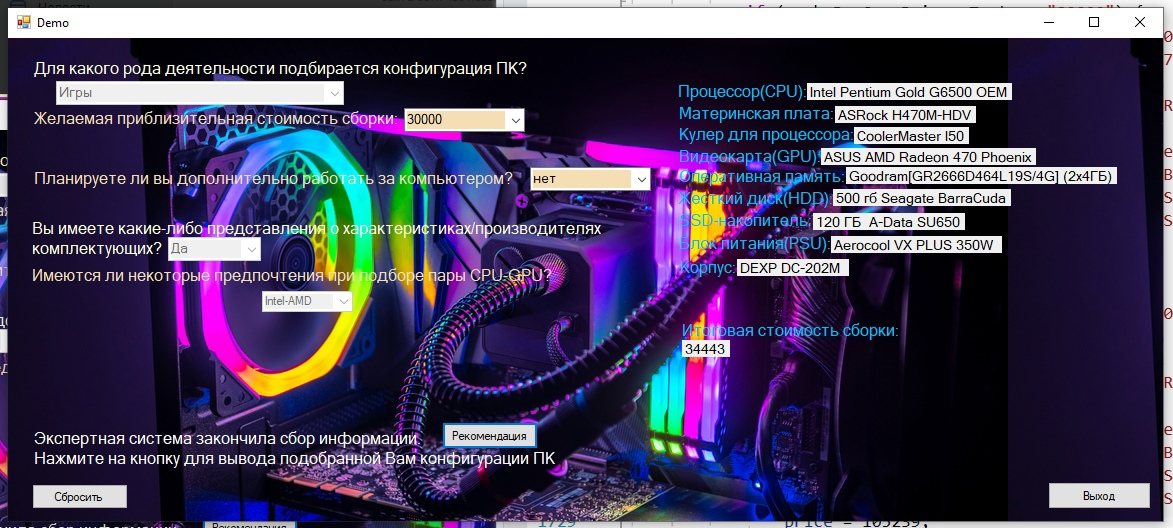 Demo
Для какого рода деятельности подбирается конфигурация ПК?
Игры
Желаемая приблизительная стоимость сборки: 30000
Планируете ли вы дополнительно работать за компьютером? нет
Вы имеете какие-либо представления о характеристиках/производителях
комплектующих? Да
Имеются ли некоторые предпочтения при подборе пары CPU-GPU?
Intel-AMD
Процессор(CPU): Intel Pentium Gold G6500 OEM
Материнская плата: ASRock H470M-HDV
Кулер для процессора: CoolerMaster I50
Видеокарта(GPU): ASUS AMD Radeon 470 Phoenix
Оперативная память: Goodram[GR2666D464L19S/4G] (2x4ГБ)
Жесткий диск(HDD): 500 гб Seagate BarraCuda
SSD-накопитель: 120 ГБ A-Data SU650
Блок питания(PSU): Aerocool VX PLUS 350W
Корпус: DEXP DC-202M
Итоговая стоимость сборки:
34443
Экспертная система закончила сбор информации
Рекомендация
Нажмите на кнопку для вывода подобранной Вам конфигурации ПК
Сбросить
Выход
Рекомендация
1729
price = 105239,